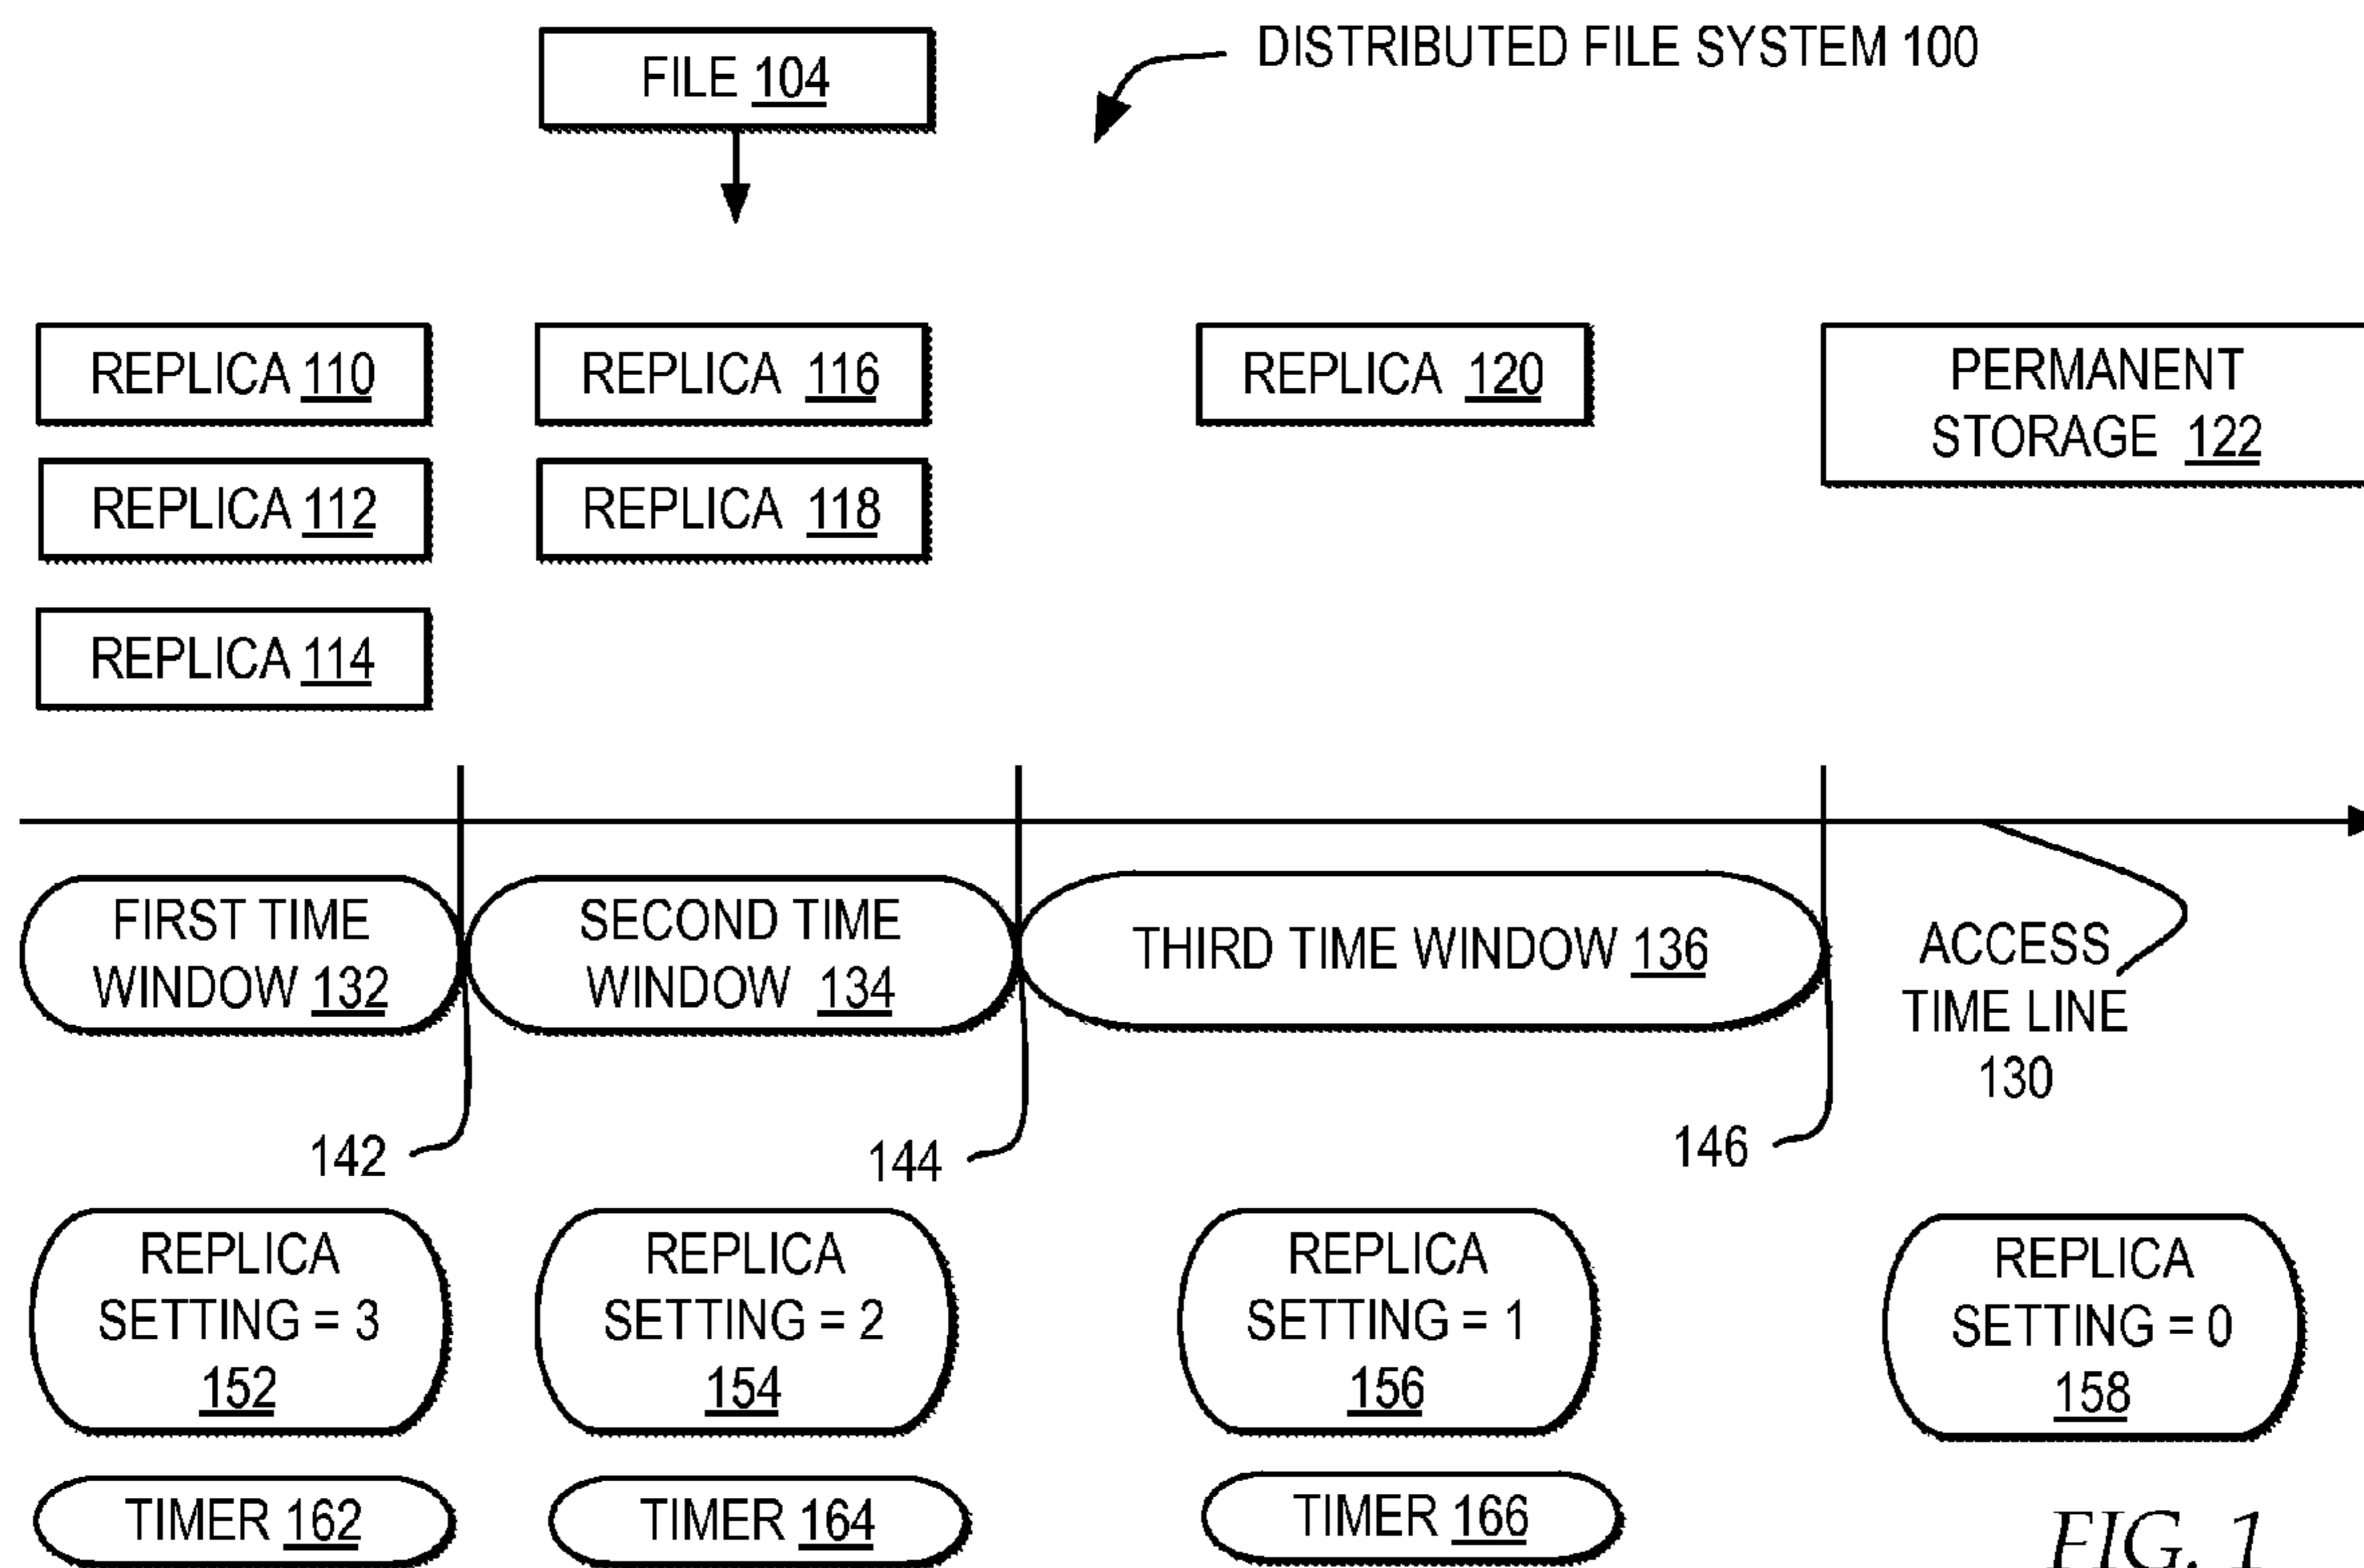 FILE 104
DISTRIBUTED FILE SYSTEM 100
REPLICA 110
REPLICA 116
REPLICA 120
PERMANENT
STORAGE 122
REPLICA 112
REPLICA 118
REPLICA 114
FIRST TIME
WINDOW 132
SECOND TIME
WINDOW 134
THIRD TIME WINDOW 136
ACCESS
TIME LINE
130
142
144
146
REPLICA
SETTING = 3
152
REPLICA
SETTING = 2
154
REPLICA
SETTING = 1
156
REPLICA
SETTING = 0
158
TIMER 162
TIMER 164
TIMER 166
FIG. 1